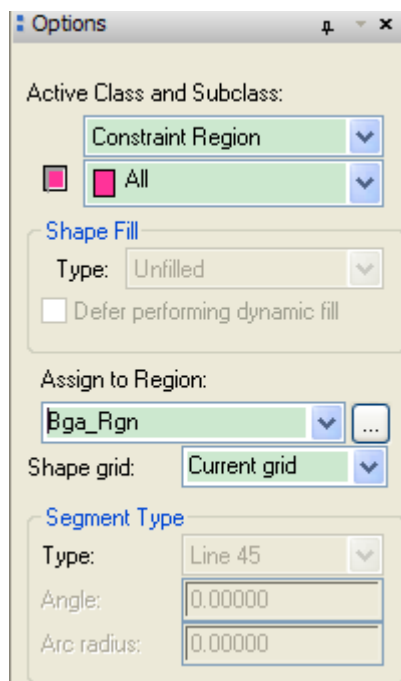 Options
Active Class and Subclass:
Constraint Region
All
Shape Fill
Type: Unfilled
Defer performing dynamic fill
Assign to Region:
Bga_Rgn ...
Shape grid: Current grid
Segment Type
Type: Line 45
Angle: 0.00000
Arc radius: 0.00000